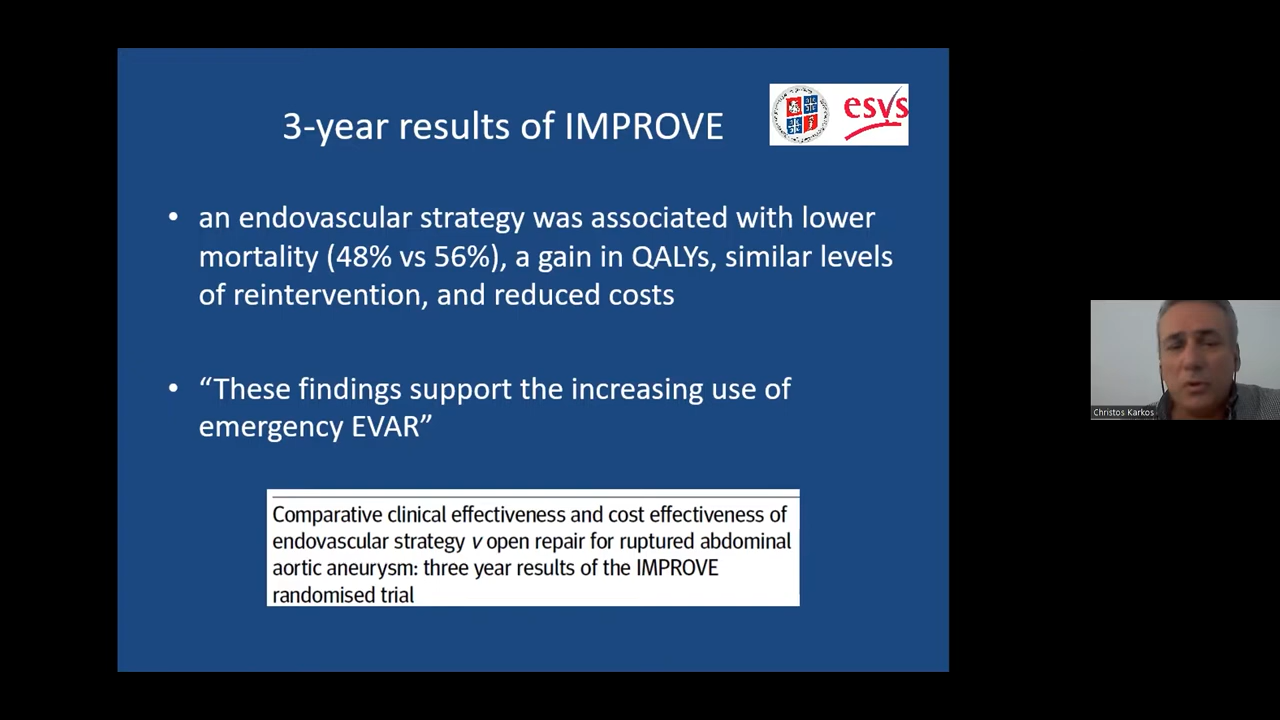 3-year results of IMPROVE
esvs
• an endovascular strategy was associated with lower
mortality (48% vs 56%), a gain in QALYs, similar levels
of reintervention, and reduced costs
• “These findings support the increasing use of
emergency EVAR”
Comparative clinical effectiveness and cost effectiveness of
endovascular strategy v open repair for ruptured abdominal
aortic aneurysm: three year results of the IMPROVE
randomised trial
Christos Karkos